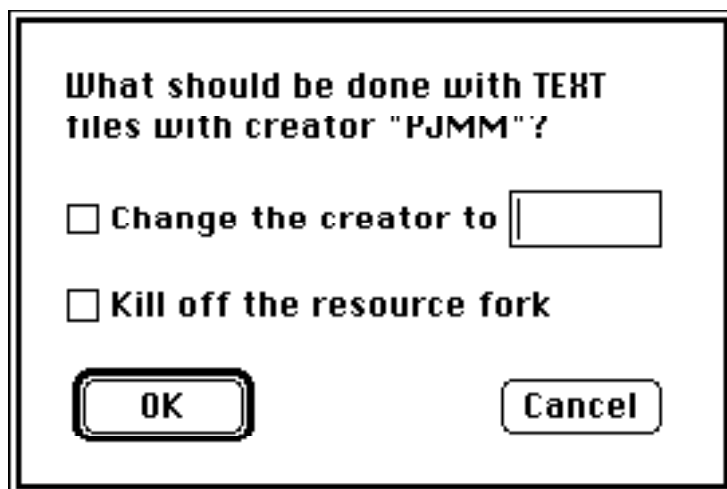 What should be done with TEXT
files with creator "PJMM"?
Change the creator to
Kill off the resource fork
OK
Cancel